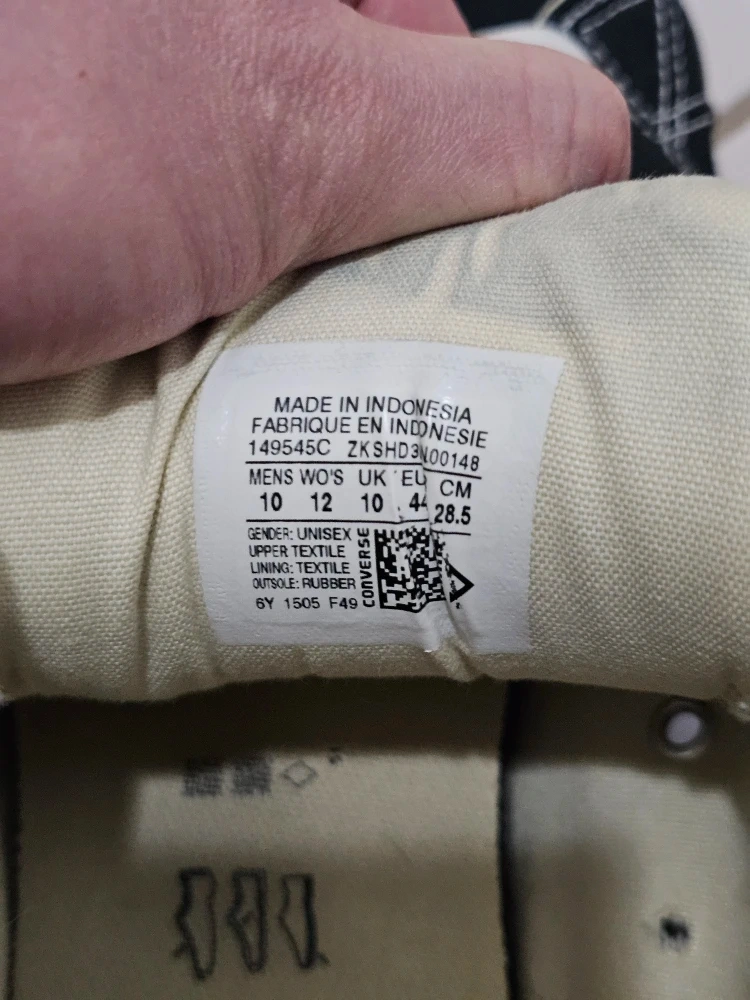 MADE IN INDONESIA
FABRIQUE EN INDONESIE
149545C ZKSHD3N00148
MENS WO'S UK EU CM
10 12 10 44 28.5
GENDER: UNISEX
UPPER TEXTILE
LINING: TEXTILE
OUTSOLE: RUBBER
6Y 1505 F49
CONVERSE